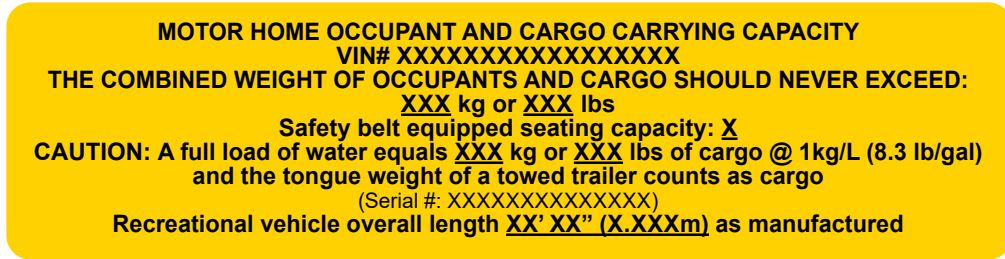 MOTOR HOME OCCUPANT AND CARGO CARRYING CAPACITY
VIN# XXXXXXXXXXXXXXXXX
THE COMBINED WEIGHT OF OCCUPANTS AND CARGO SHOULD NEVER EXCEED:
XXX kg or XXX lbs
Safety belt equipped seating capacity: X
CAUTION: A full load of water equals XXX kg or XXX lbs of cargo @ 1kg/L (8.3 lb/gal)
and the tongue weight of a towed trailer counts as cargo
(Serial #: XXXXXXXXXXXXXX)
Recreational vehicle overall length XX’ XX” (X.XXXm) as manufactured